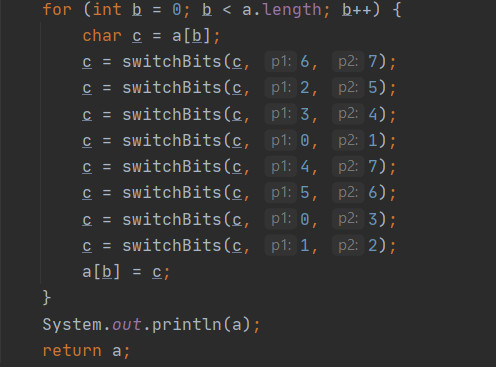 for (int b = 0; b < a.length; b++) {
char c = a[b];
c = switchBits(c, p1: 6, p2: 7);
c = switchBits(c, p1: 2, p2: 5);
c = switchBits(c, p1: 3, p2: 4);
c = switchBits(c, p1: 0, p2: 1);
c = switchBits(c, p1: 4, p2: 7);
c = switchBits(c, p1: 5, p2: 6);
c = switchBits(c, p1: 0, p2: 3);
c = switchBits(c, p1: 1, p2: 2);
a[b] = c;
}
System.out.println(a);
return a;